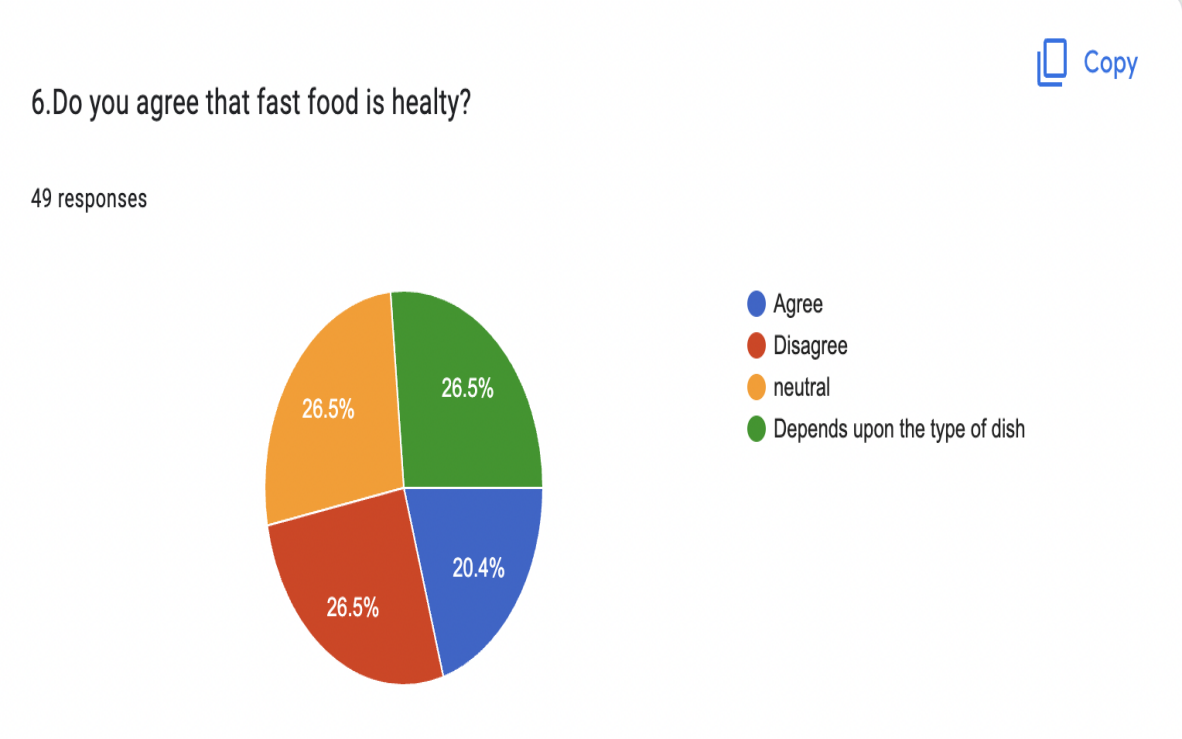 Copy
6.Do you agree that fast food is healty?
49 responses
Agree
Disagree
neutral
Depends upon the type of dish
26.5%
26.5%
20.4%
26.5%